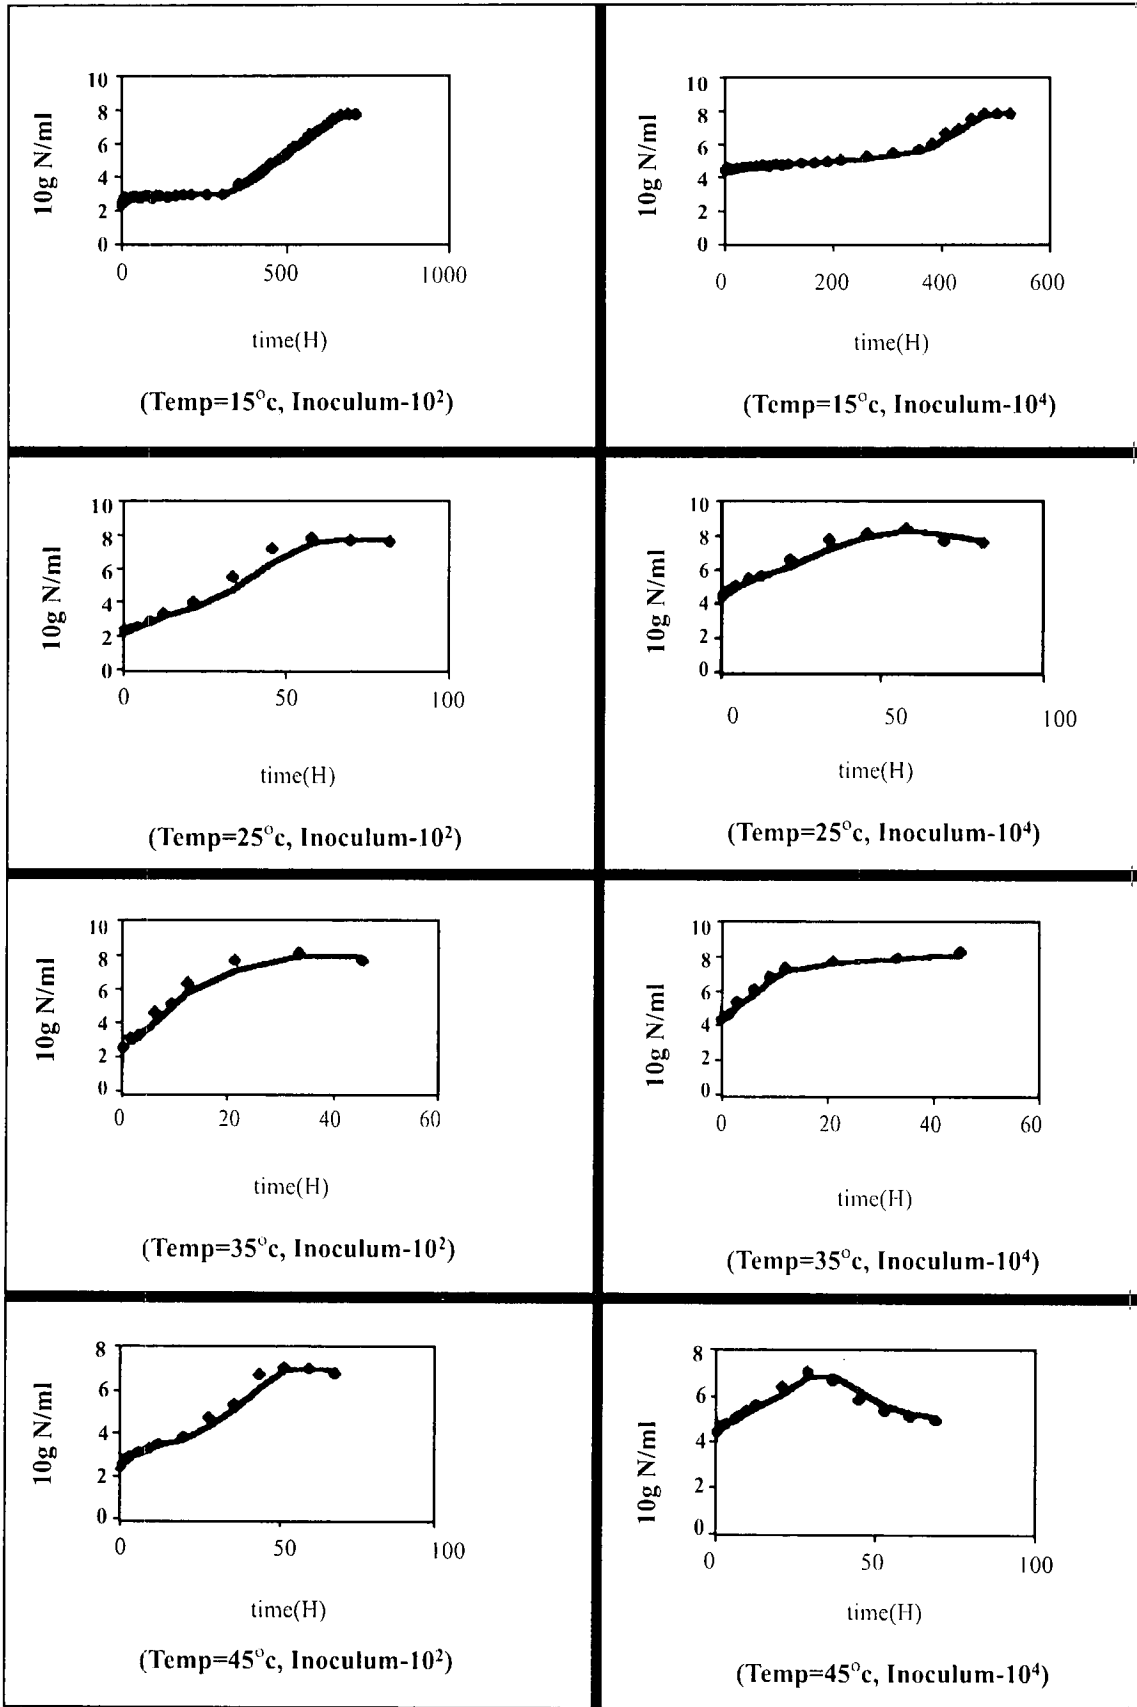 10
8
6
4
2
0
10g N/ml
0 500 1000
time(H)
(Temp=15°c, Inoculum-10²)
10
8
6
4
2
0
10g N/ml
200 400 600
time(H)
(Temp=15°c, Inoculum-10⁴)
10
8
6
4
2
0
10g N/ml
0 50 100
time(H)
(Temp=25°c, Inoculum-10²)
10
8
6
4
2
0
10g N/ml
0 50 100
time(H)
(Temp=25°c, Inoculum-10⁴)
10
8
6
4
2
0
10g N/ml
0 20 40 60
time(H)
(Temp=35°c, Inoculum-10²)
10
8
6
4
2
0
10g N/ml
0 20 40 60
time(H)
(Temp=35°c, Inoculum-10⁴)
8
6
4
2
0
10g N/ml
0 50 100
time(H)
(Temp=45°c, Inoculum-10²)
8
6
4
2
0
10g N/ml
0 50 100
time(H)
(Temp=45°c, Inoculum-10⁴)